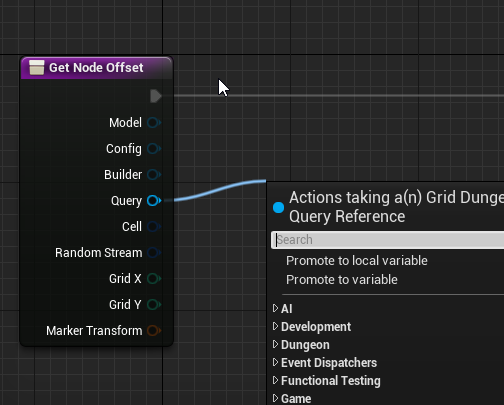 Get Node Offset
Model
Config
Builder
Query
Cell
Random Stream
Grid X
Grid Y
Marker Transform
Actions taking a(n) Grid Dunge
Query Reference
Search
Promote to local variable
Promote to variable
AI
Development
Dungeon
Event Dispatchers
Functional Testing
Game